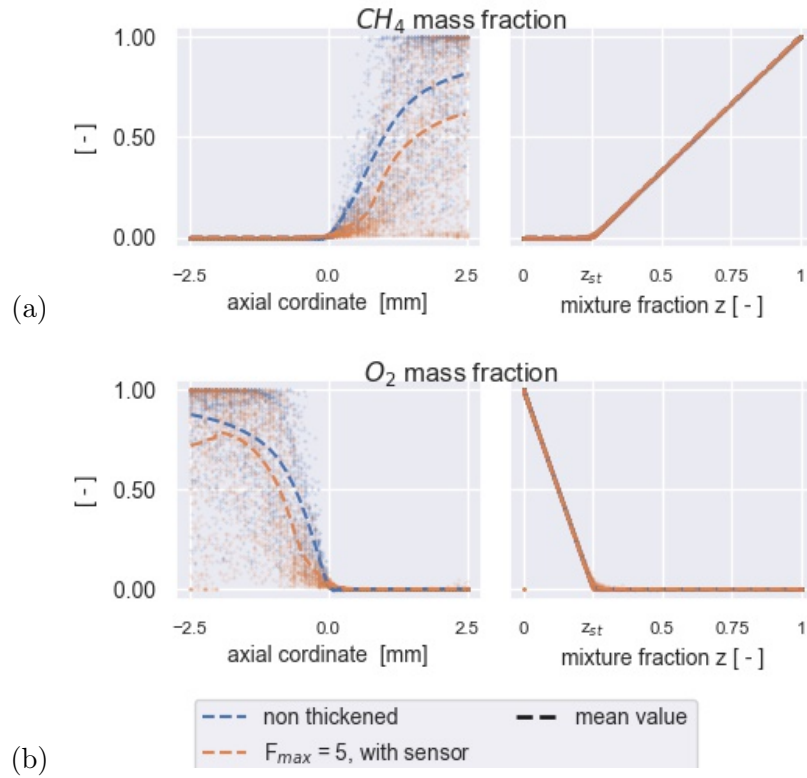 CH₄ mass fraction
1.00
0.50
0.00
[ - ]
−2.5 0.0 2.5
axial cordinate [mm]
0 z_st 0.5 0.75 1
mixture fraction z [ - ]
(a)
O₂ mass fraction
1.00
0.50
0.00
[ - ]
−2.5 0.0 2.5
axial cordinate [mm]
0 z_st 0.5 0.75 1
mixture fraction z [ - ]
non thickened
mean value
F_max = 5, with sensor
(b)